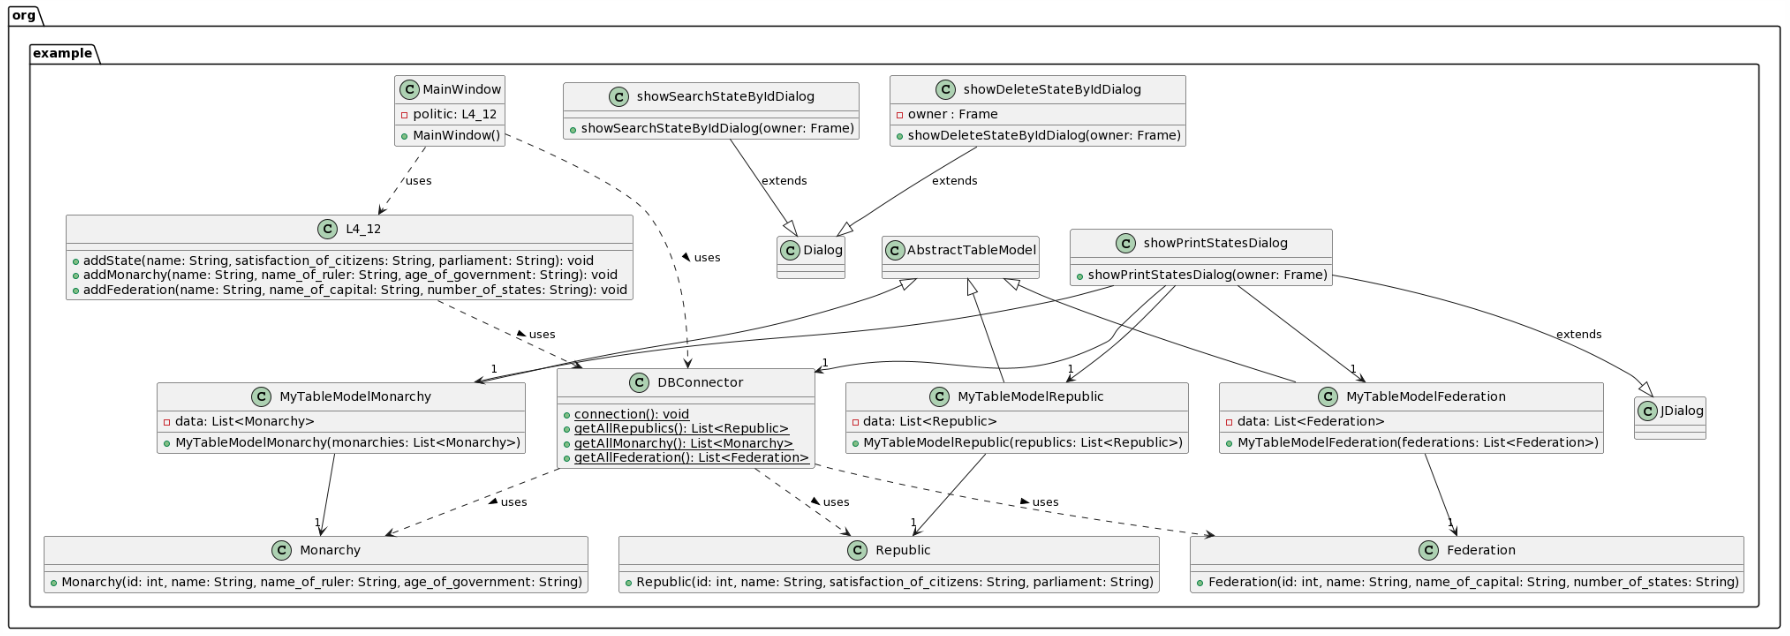 org
example
C MainWindow
politic: L4_12
MainWindow()
C showSearchStateByIdDialog
showSearchStateByIdDialog(owner: Frame)
C showDeleteStateByIdDialog
owner : Frame
showDeleteStateByIdDialog(owner: Frame)
uses
extends
extends
C L4_12
addState(name: String, satisfaction_of_citizens: String, parliament: String): void
addMonarchy(name: String, name_of_ruler: String, age_of_government: String): void
addFederation(name: String, name_of_capital: String, number_of_states: String): void
uses
C Dialog
C AbstractTableModel
C showPrintStatesDialog
showPrintStatesDialog(owner: Frame)
uses
extends
1
1
1
1
C MyTableModelMonarchy
data: List<Monarchy>
MyTableModelMonarchy(monarchies: List<Monarchy>)
C DBConnector
connection(): void
getAllRepublics(): List<Republic>
getAllMonarchy(): List<Monarchy>
getAllFederation(): List<Federation>
C MyTableModelRepublic
data: List<Republic>
MyTableModelRepublic(republics: List<Republic>)
C MyTableModelFederation
data: List<Federation>
MyTableModelFederation(federations: List<Federation>)
C JDialog
uses
uses
uses
1
1
1
C Monarchy
Monarchy(id: int, name: String, name_of_ruler: String, age_of_government: String)
C Republic
Republic(id: int, name: String, satisfaction_of_citizens: String, parliament: String)
C Federation
Federation(id: int, name: String, name_of_capital: String, number_of_states: String)